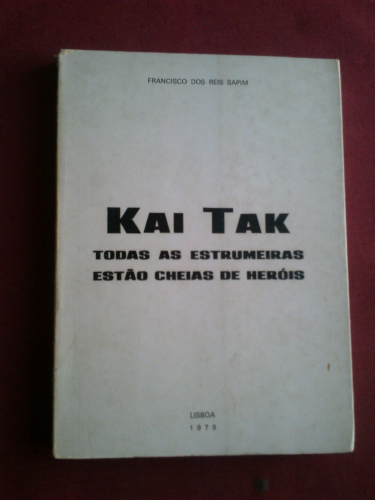 FRANCISCO DOS REIS SAPIM
KAI TAK
TODAS AS ESTRUMEIRAS
ESTÃO CHEIAS DE HERÓIS
LISBOA
1979